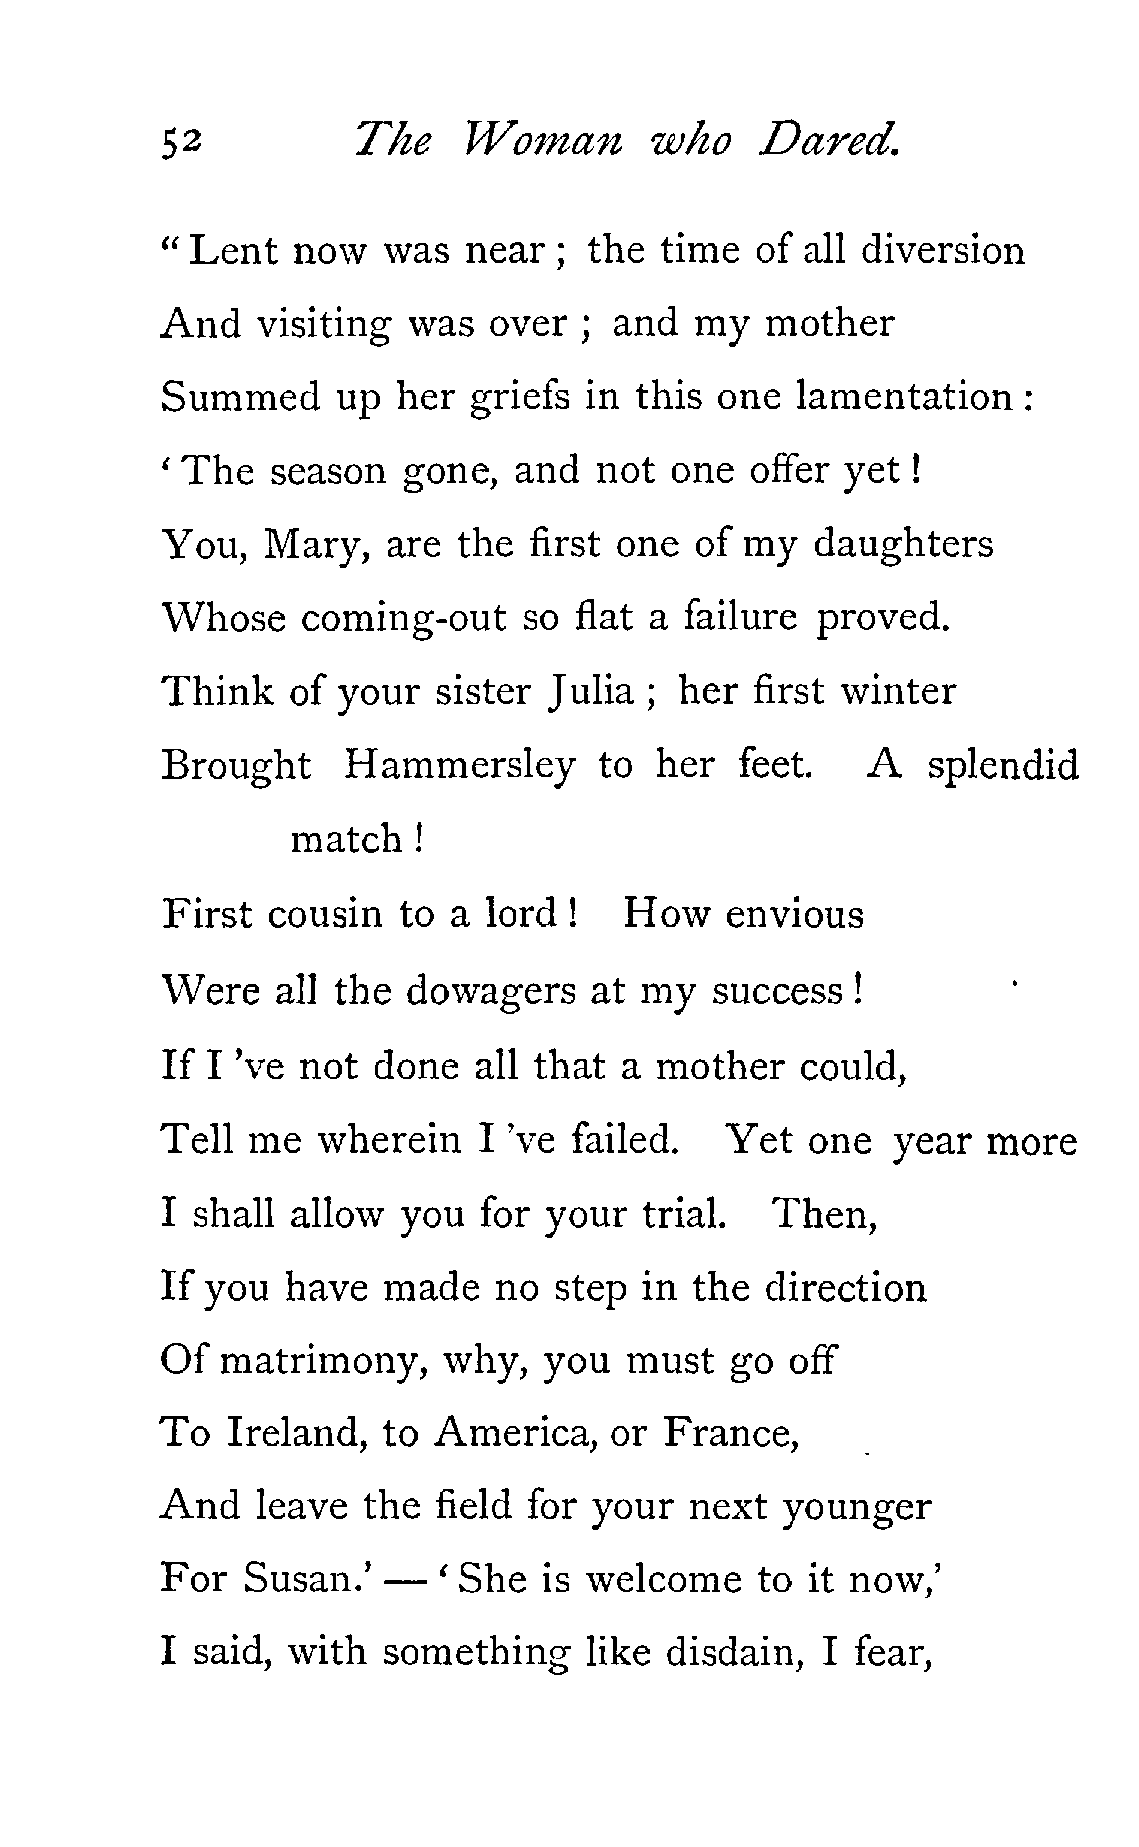 52 The Woman who Dared.
“ Lent now was near ; the time of all diversion
And visiting was over ; and my mother
Summed up her griefs in this one lamentation :
‘ The season gone, and not one offer yet !
You, Mary, are the first one of my daughters
Whose coming-out so flat a failure proved.
Think of your sister Julia ; her first winter
Brought Hammersley to her feet. A splendid
match !
First cousin to a lord ! How envious
Were all the dowagers at my success !
If I ’ve not done all that a mother could,
Tell me wherein I ’ve failed. Yet one year more
I shall allow you for your trial. Then,
If you have made no step in the direction
Of matrimony, why, you must go off
To Ireland, to America, or France,
And leave the field for your next younger
For Susan.’ — ‘ She is welcome to it now,’
I said, with something like disdain, I fear,